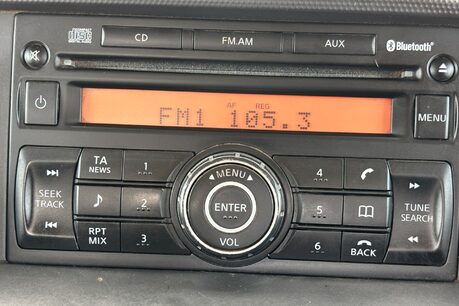 disc
CD
FM.AM
AUX
Bluetooth®
AF REG
FM1 105.3
MENU
SEEK
TRACK
TA
NEWS
1
2
RPT
MIX
3
MENU
ENTER
VOL
4
5
6
BACK
TUNE
SEARCH